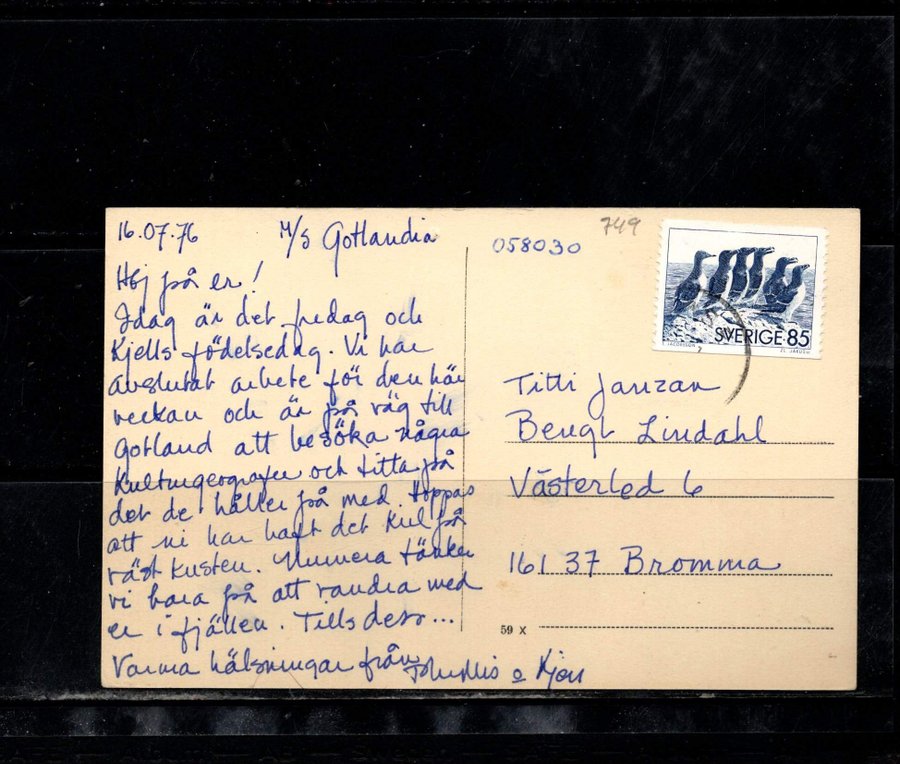 16.07.76 M/S Gotlandia
Hej på er!
Idag är det fredag och
Kjells födelsedag. Vi har
avslutat arbete för den här
veckan och är på väg till
Gotland att besöka några
Kulturgeografer och titta på
det de håller på med. Hoppas
att ni har haft det kul på
västkusten. Numera tänker
vi bara på att vandra med
er i fjällen. Tills dess...
Varma hälsningar från o Kjell
749
058030
SVERIGE 85
Titti Janzan
Bengt Lindahl
Västerled 6
161 37 Bromma
59 X